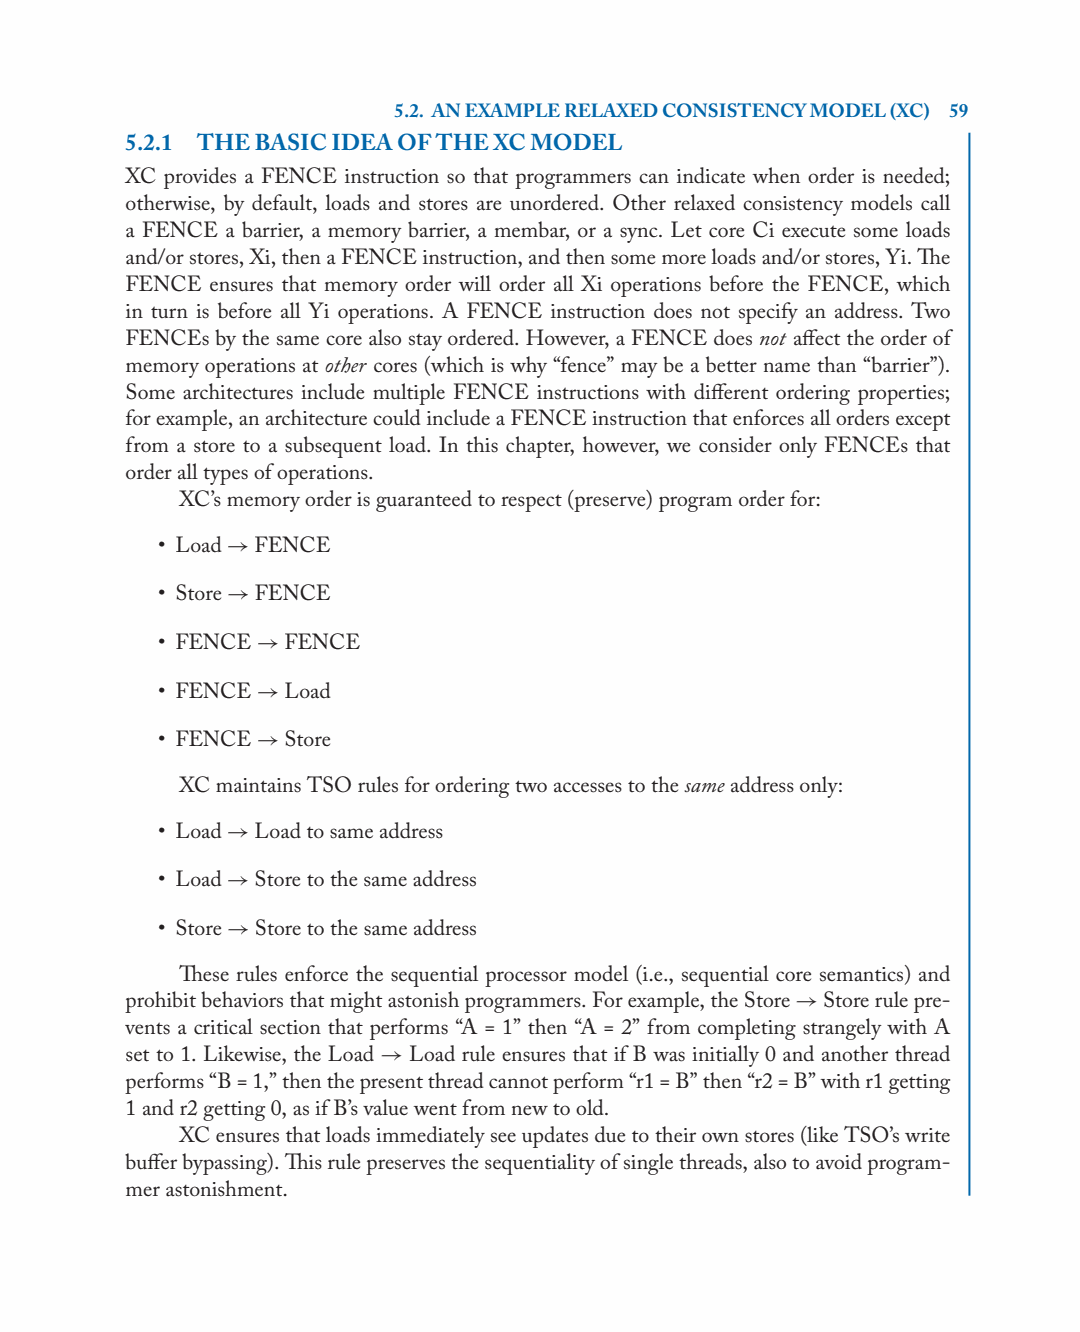 5.2. AN EXAMPLE RELAXED CONSISTENCY MODEL (XC) 59
5.2.1 THE BASIC IDEA OF THE XC MODEL
XC provides a FENCE instruction so that programmers can indicate when order is needed;
otherwise, by default, loads and stores are unordered. Other relaxed consistency models call
a FENCE a barrier, a memory barrier, a membar, or a sync. Let core Ci execute some loads
and/or stores, Xi, then a FENCE instruction, and then some more loads and/or stores, Yi. The
FENCE ensures that memory order will order all Xi operations before the FENCE, which
in turn is before all Yi operations. A FENCE instruction does not specify an address. Two
FENCEs by the same core also stay ordered. However, a FENCE does not affect the order of
memory operations at other cores (which is why “fence” may be a better name than “barrier”).
Some architectures include multiple FENCE instructions with different ordering properties;
for example, an architecture could include a FENCE instruction that enforces all orders except
from a store to a subsequent load. In this chapter, however, we consider only FENCEs that
order all types of operations.
XC’s memory order is guaranteed to respect (preserve) program order for:
• Load → FENCE
• Store → FENCE
• FENCE → FENCE
• FENCE → Load
• FENCE → Store
XC maintains TSO rules for ordering two accesses to the same address only:
• Load → Load to same address
• Load → Store to the same address
• Store → Store to the same address
These rules enforce the sequential processor model (i.e., sequential core semantics) and
prohibit behaviors that might astonish programmers. For example, the Store → Store rule pre-
vents a critical section that performs “A = 1” then “A = 2” from completing strangely with A
set to 1. Likewise, the Load → Load rule ensures that if B was initially 0 and another thread
performs “B = 1,” then the present thread cannot perform “r1 = B” then “r2 = B” with r1 getting
1 and r2 getting 0, as if B’s value went from new to old.
XC ensures that loads immediately see updates due to their own stores (like TSO’s write
buffer bypassing). This rule preserves the sequentiality of single threads, also to avoid program-
mer astonishment.